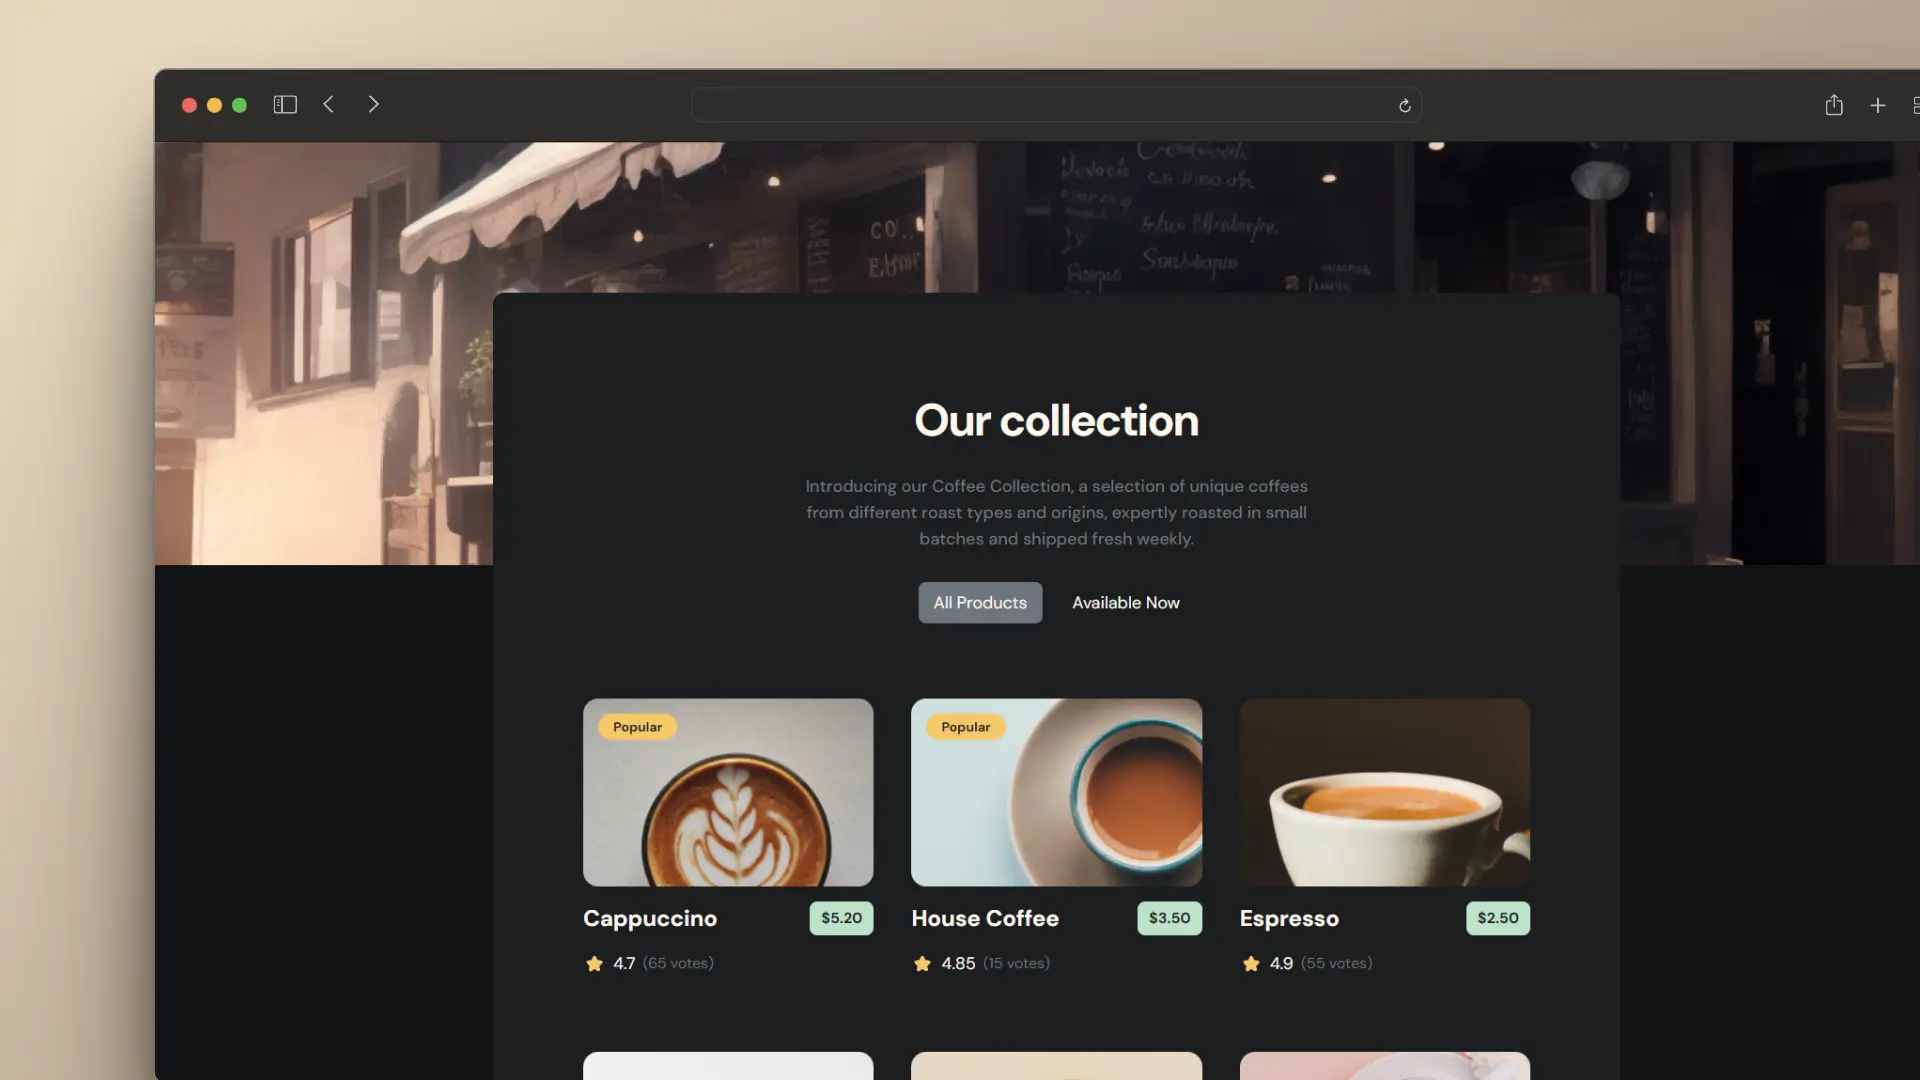 Our collection
Introducing our Coffee Collection, a selection of unique coffees
from different roast types and origins, expertly roasted in small
batches and shipped fresh weekly.
All Products
Available Now
Popular
Popular
Cappuccino
$5.20
House Coffee
$3.50
Espresso
$2.50
4.7 (65 votes)
4.85 (15 votes)
4.9 (55 votes)